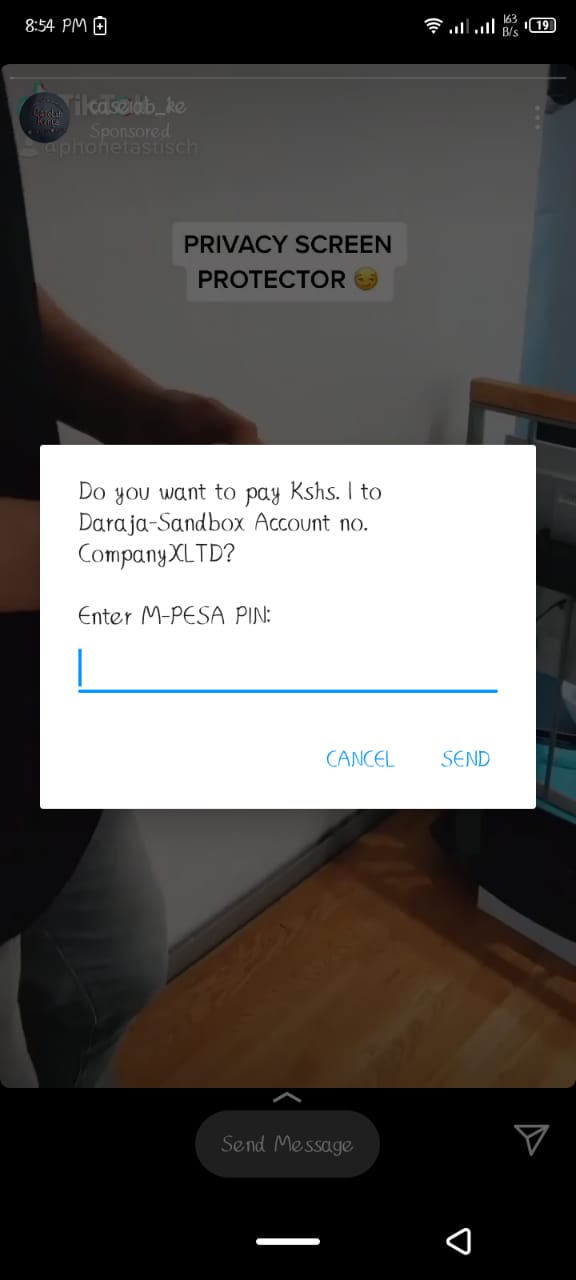 8:54 PM
163
B/s
19
TikTok
caselab_ke
Sponsored
@phonetastisch
PRIVACY SCREEN
PROTECTOR 😏
Do you want to pay Kshs. 1 to
Daraja-Sandbox Account no.
CompanyXLTD?
Enter M-PESA PIN:
CANCEL
SEND
Send Message